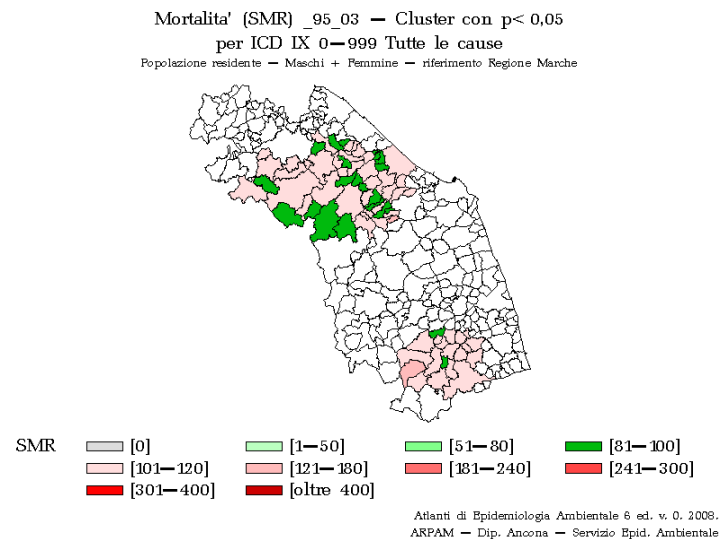 Mortalita' (SMR) _95_03 — Cluster con p< 0,05
per ICD IX 0—999 Tutte le cause
Popolazione residente — Maschi + Femmine — riferimento Regione Marche
SMR [0] [1—50] [51—80] [81—100]
[101—120] [121—180] [181—240] [241—300]
[301—400] [oltre 400]
Atlanti di Epidemiologia Ambientale 6 ed. v. 0. 2008.
ARPAM — Dip. Ancona — Servizio Epid. Ambientale